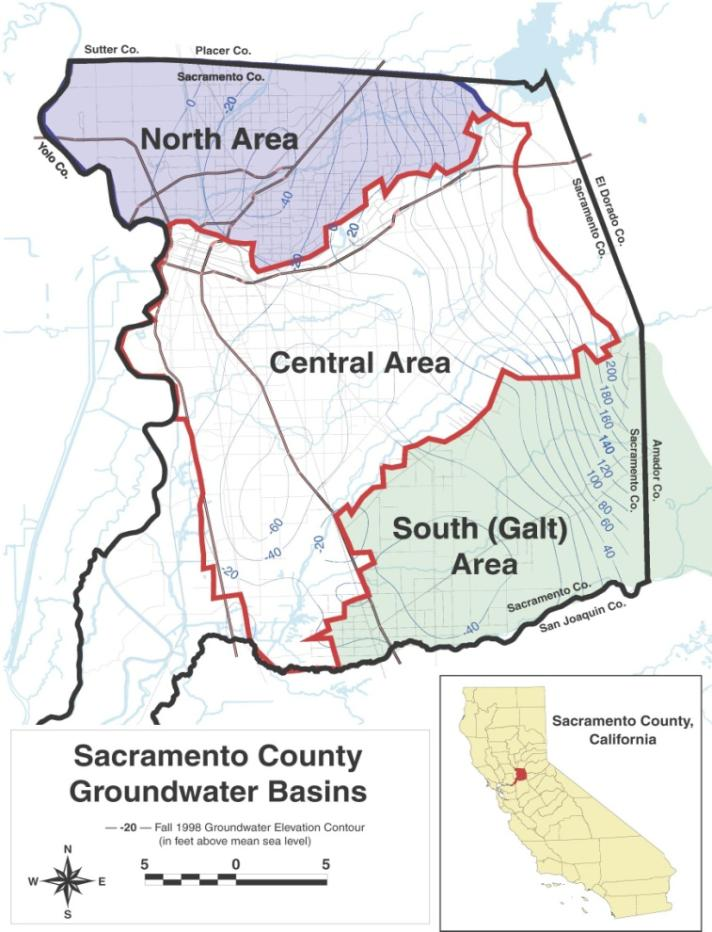 Sutter Co.
Placer Co.
Sacramento Co.
0
-20
North Area
Yolo Co.
-40
El Dorado Co.
Sacramento Co.
0
20
-20
Central Area
200
180
160
140
120
100
80
60
40
Sacramento Co.
Amador Co.
South (Galt)
Area
-60
-40
-20
-20
Sacramento Co.
San Joaquin Co.
-40
Sacramento County
Groundwater Basins
— -20 — Fall 1998 Groundwater Elevation Contour
(in feet above mean sea level)
N
W E
S
5 0 5
Sacramento County,
California